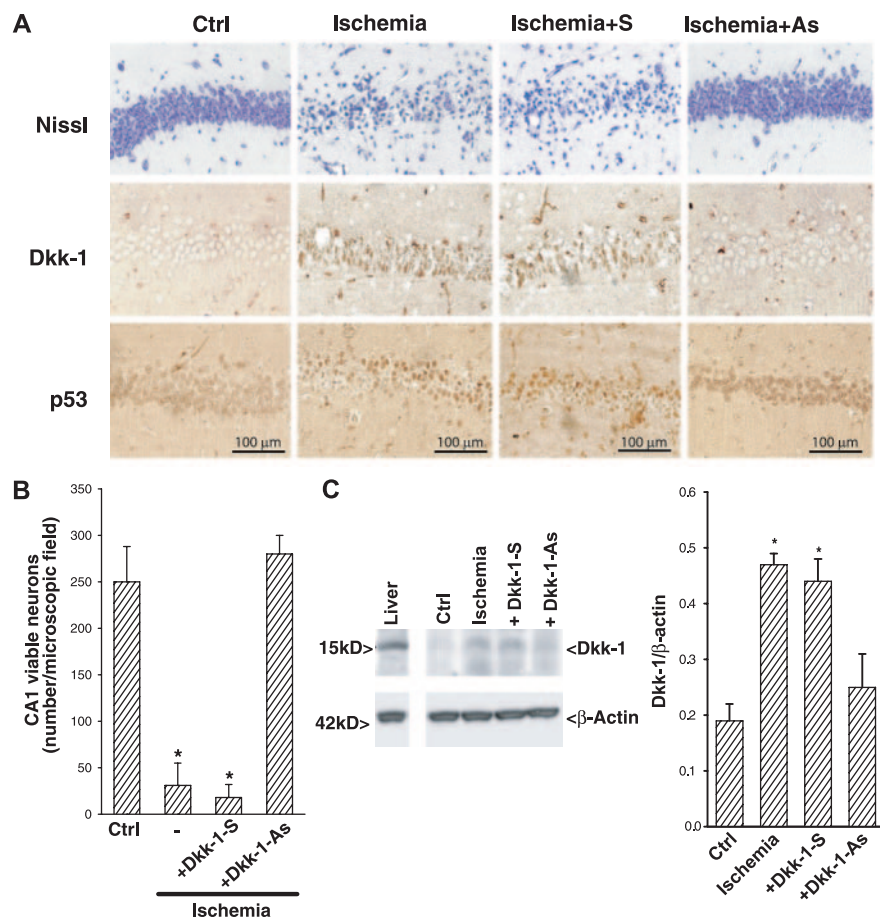 A
Ctrl Ischemia Ischemia+S Ischemia+As
Nissl
Dkk-1
p53
100 µm 100 µm 100 µm 100 µm
B
CA1 viable neurons
(number/microscopic field)
350
300
250
200
150
100
50
0
* *
Ctrl - +Dkk-1-S +Dkk-1-As
Ischemia
C
Liver Ctrl Ischemia + Dkk-1-S + Dkk-1-As
15kD> <Dkk-1
42kD> <β-Actin
Dkk-1/β-actin
0.6
0.5
0.4
0.3
0.2
0.1
0.0
* *
Ctrl Ischemia +Dkk-1-S +Dkk-1-As